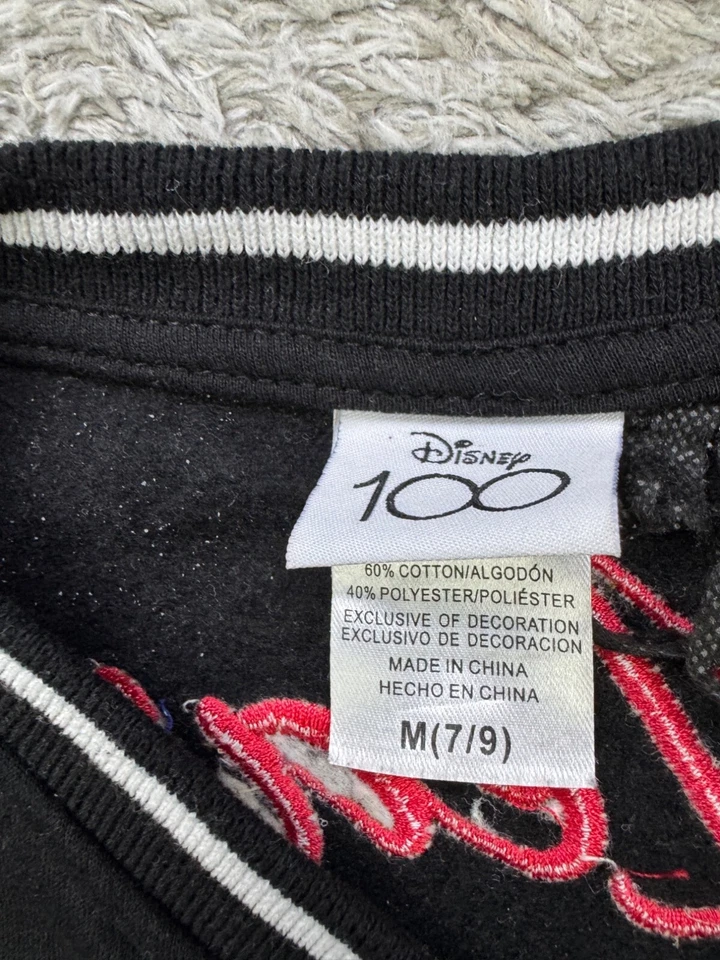 Disney
100
60% COTTON/ALGODÓN
40% POLYESTER/POLIÉSTER
EXCLUSIVE OF DECORATION
EXCLUSIVO DE DECORACION
MADE IN CHINA
HECHO EN CHINA
M(7/9)